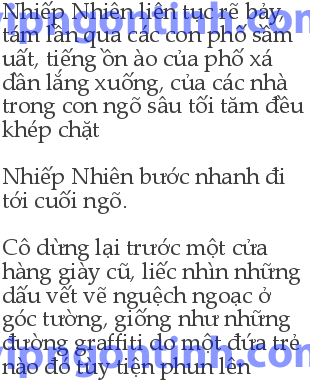 Nhiếp Nhiên liên tục rẽ bảy
tám lần qua các con phố sầm
uất, tiếng ồn ào của phố xá
dần lắng xuống, cửa các nhà
trong con ngõ sâu tối tăm đều
khép chặt
Nhiếp Nhiên bước nhanh đi
tới cuối ngõ.
Cô dừng lại trước một cửa
hàng giày cũ, liếc nhìn những
dấu vết vẽ nguệch ngoạc ở
góc tường, giống như những
đường graffiti do một đứa trẻ
nào đó tùy tiện phun lên